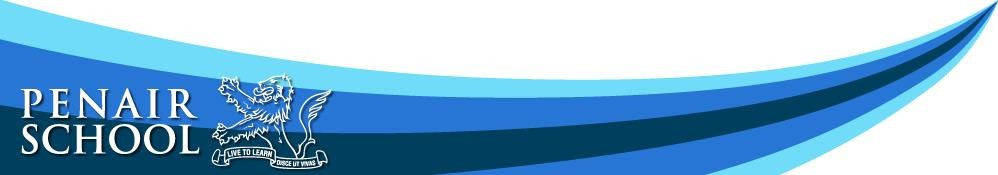 PENAIR
SCHOOL
LIVE TO LEARN
DISCE UT VIVAS